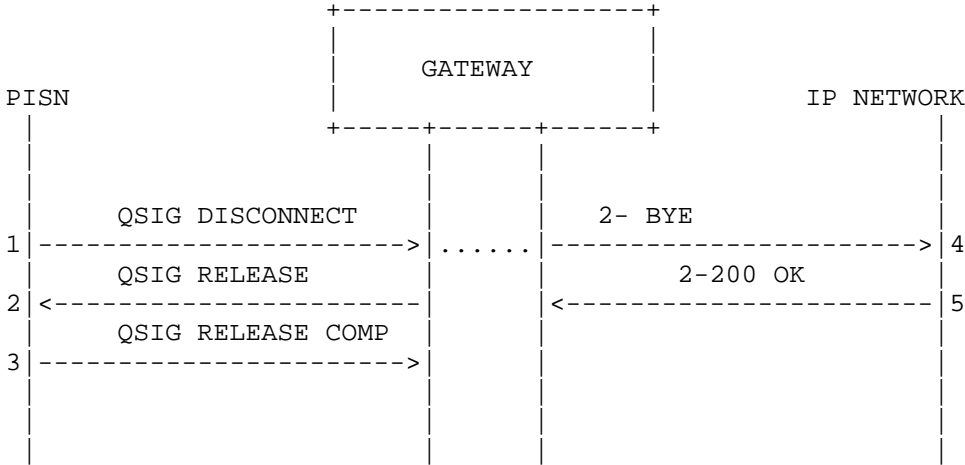 GATEWAY
PISN IP NETWORK
QSIG DISCONNECT 2- BYE
1 ...... 4
QSIG RELEASE 2-200 OK
2 5
QSIG RELEASE COMP
3